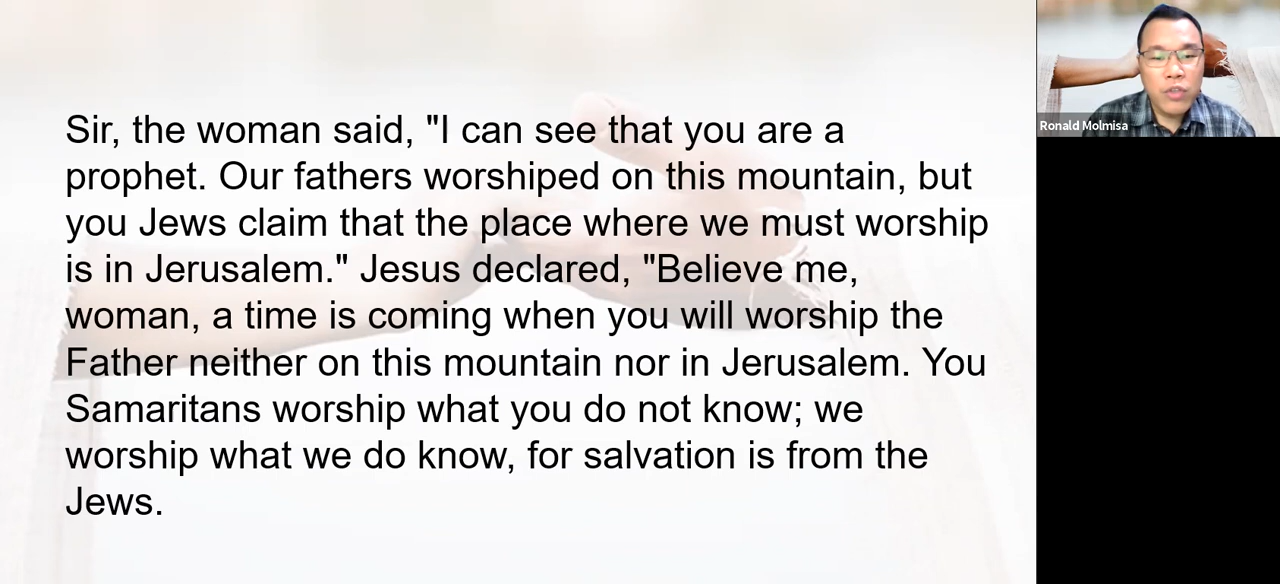 Sir, the woman said, "I can see that you are a
prophet. Our fathers worshiped on this mountain, but
you Jews claim that the place where we must worship
is in Jerusalem." Jesus declared, "Believe me,
woman, a time is coming when you will worship the
Father neither on this mountain nor in Jerusalem. You
Samaritans worship what you do not know; we
worship what we do know, for salvation is from the
Jews.
Ronald Molmisa